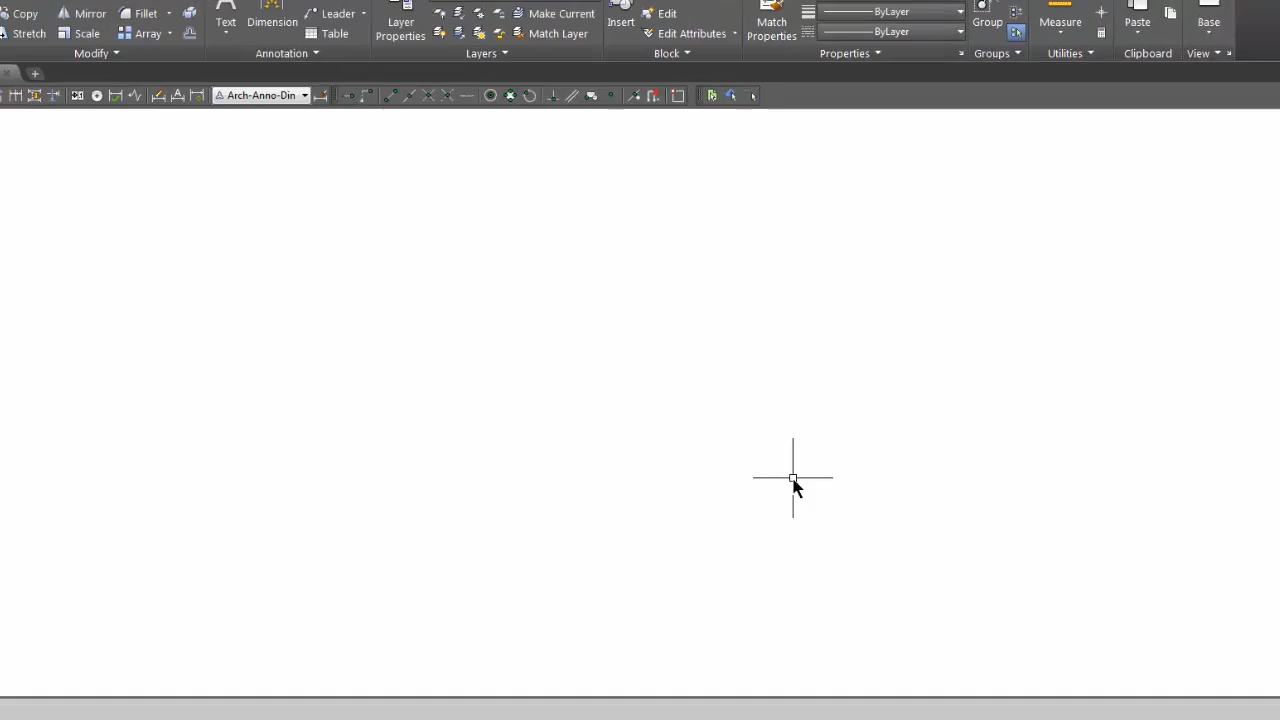 Copy Mirror Fillet Text Dimension Leader Layer Properties Make Current Insert Edit Match Properties ByLayer Group Measure Paste Base
Stretch Scale Array Table Match Layer Edit Attributes ByLayer
Modify Annotation Layers Block Properties Groups Utilities Clipboard View
Arch-Anno-Din